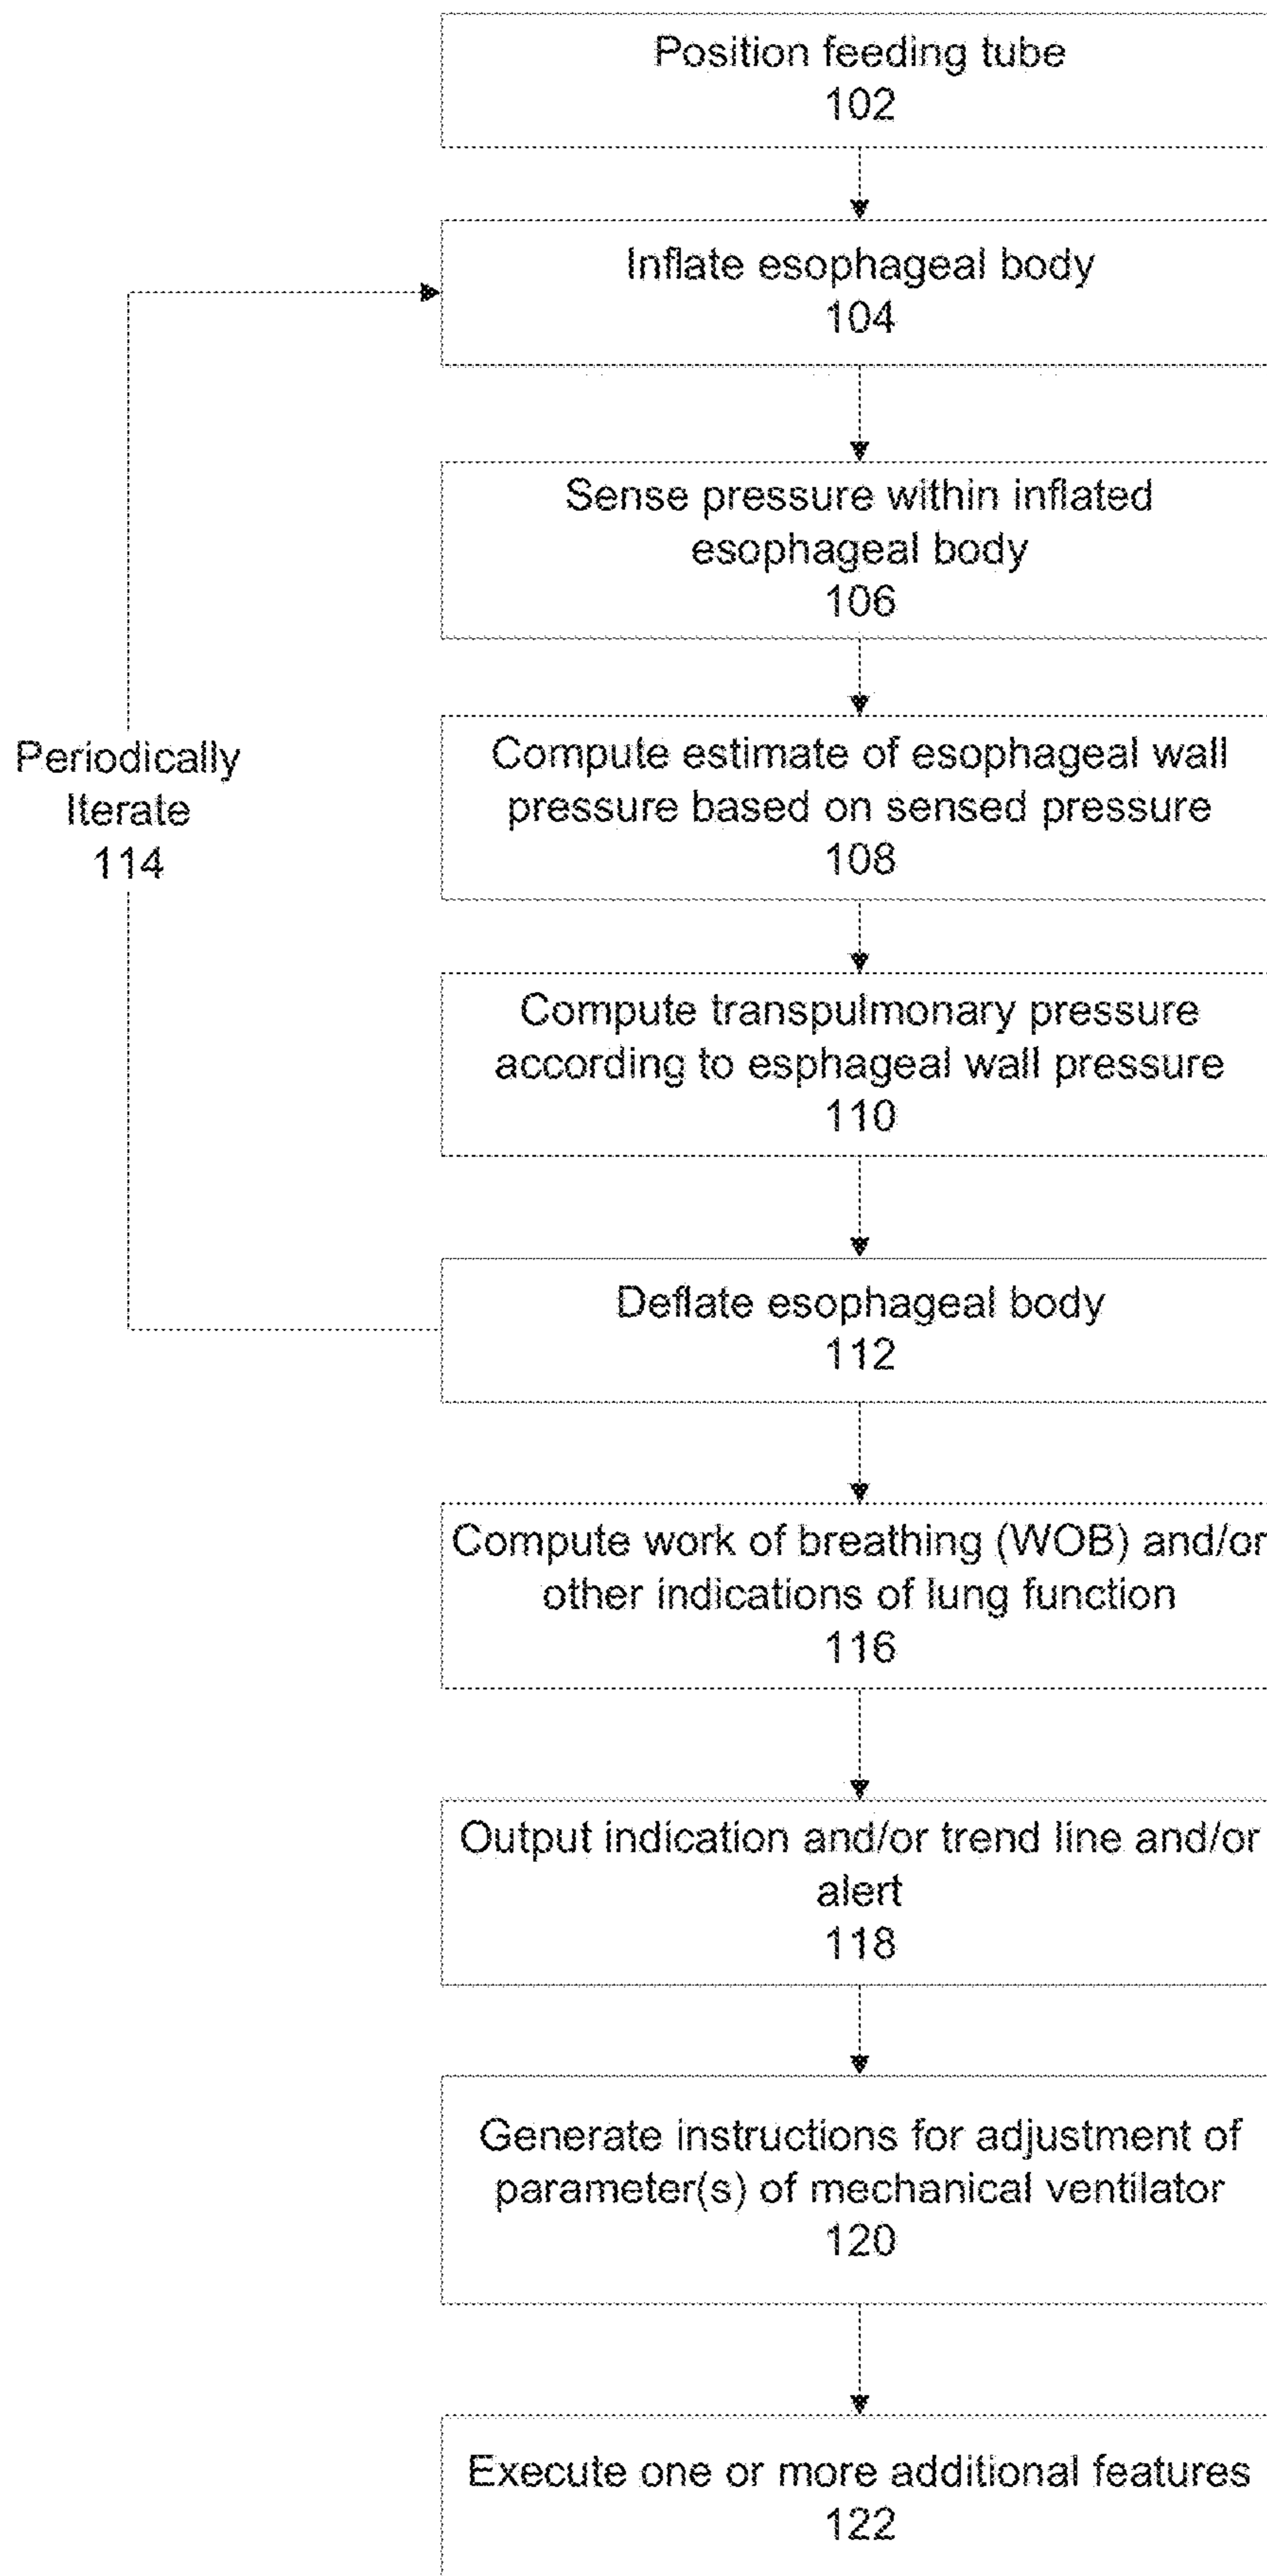 Position feeding tube
102
Inflate esophageal body
104
Sense pressure within inflated
esophageal body
106
Compute estimate of esophageal wall
pressure based on sensed pressure
108
Compute transpulmonary pressure
according to esphageal wall pressure
110
Deflate esophageal body
112
Periodically
Iterate
114
Compute work of breathing (WOB) and/or
other indications of lung function
116
Output indication and/or trend line and/or
alert
118
Generate instructions for adjustment of
parameter(s) of mechanical ventilator
120
Execute one or more additional features
122